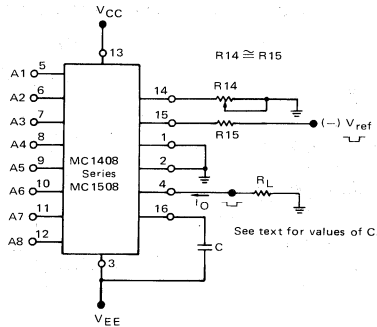 VCC
13
R14 ≅ R15
A1 5
14 R14
A2 6
15 (−) Vref
A3 7
R15
A4 8
1
MC1408
Series
MC1508
2
A5 9
A6 10
4 RL
IO
A7 11
16
See text for values of C
C
A8 12
3
VEE